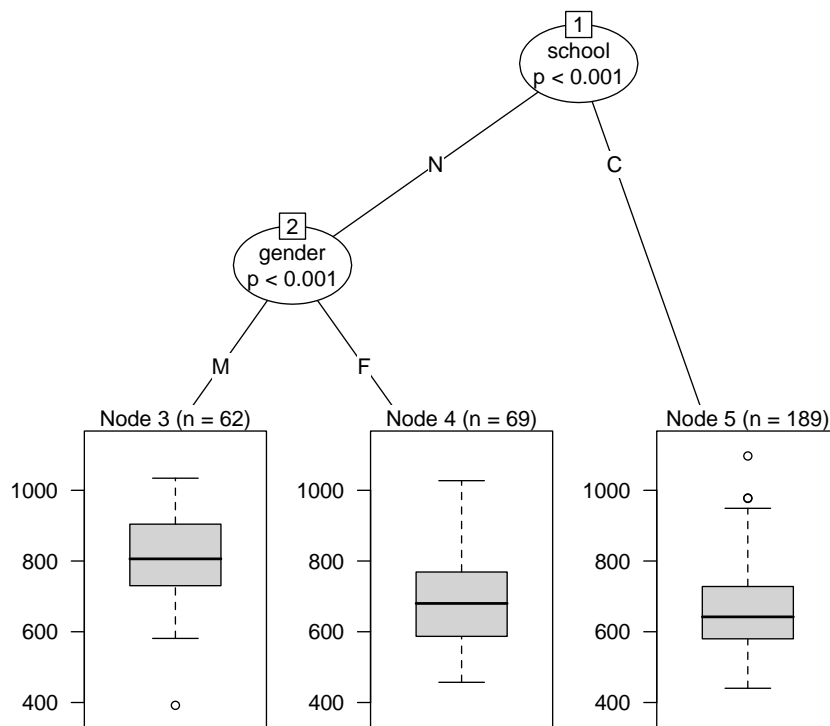 1
school
p < 0.001
N
C
2
gender
p < 0.001
M
F
Node 3 (n = 62)
400
600
800
1000
Node 4 (n = 69)
400
600
800
1000
Node 5 (n = 189)
400
600
800
1000